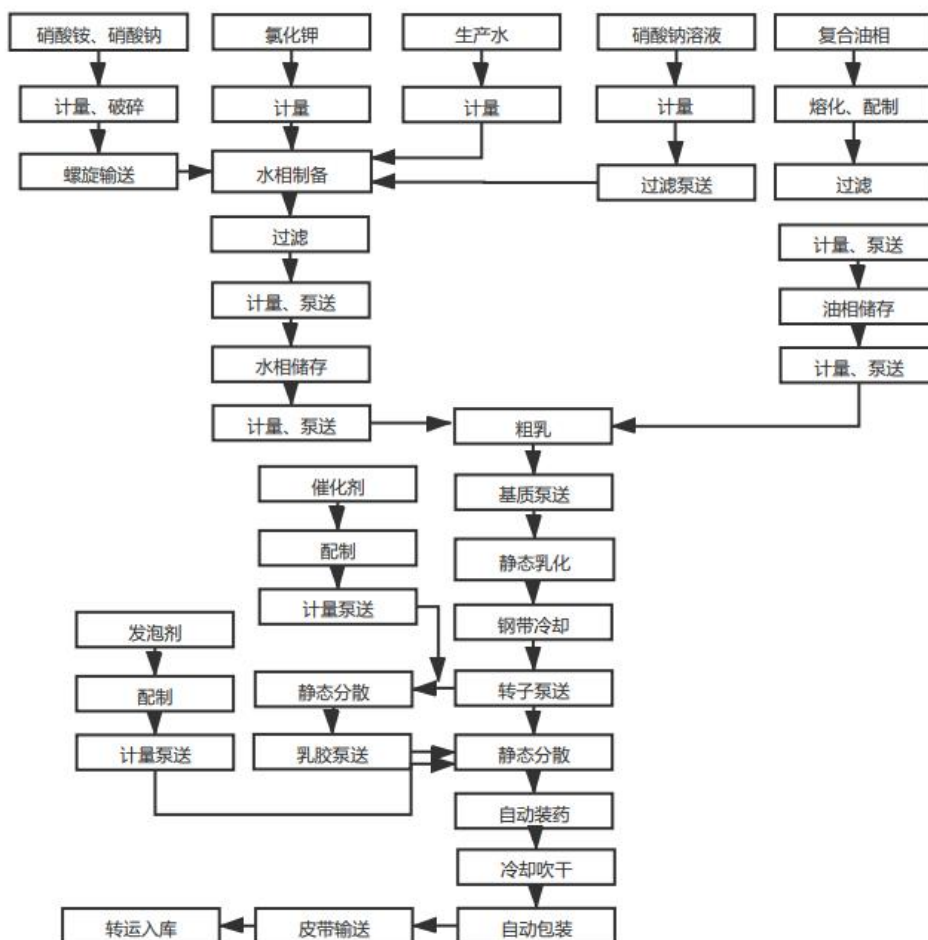 硝酸铵、硝酸钠
氯化钾
生产水
硝酸钠溶液
复合油相
计量、破碎
计量
计量
计量
熔化、配制
螺旋输送
水相制备
过滤泵送
过滤
过滤
计量、泵送
计量、泵送
油相储存
水相储存
计量、泵送
计量、泵送
粗乳
催化剂
基质泵送
配制
静态乳化
计量泵送
发泡剂
钢带冷却
配制
静态分散
转子泵送
计量泵送
乳胶泵送
静态分散
自动装药
冷却吹干
转运入库
皮带输送
自动包装